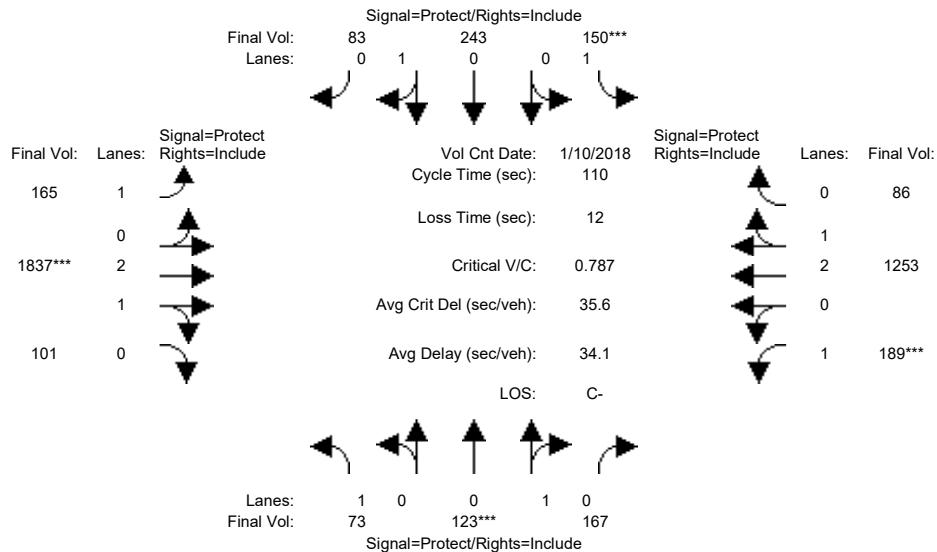 Signal=Protect/Rights=Include
Final Vol: 83 243 150***
Lanes: 0 1 0 0 1
Signal=Protect
Final Vol: Lanes: Rights=Include
Vol Cnt Date: 1/10/2018
Signal=Protect
Rights=Include Lanes: Final Vol:
Cycle Time (sec): 110
165 1
0 86
Loss Time (sec): 12
0
1
1837*** 2
Critical V/C: 0.787
2 1253
1
Avg Crit Del (sec/veh): 35.6
0
101 0
Avg Delay (sec/veh): 34.1
1 189***
LOS: C-
Lanes: 1 0 0 1 0
Final Vol: 73 123*** 167
Signal=Protect/Rights=Include